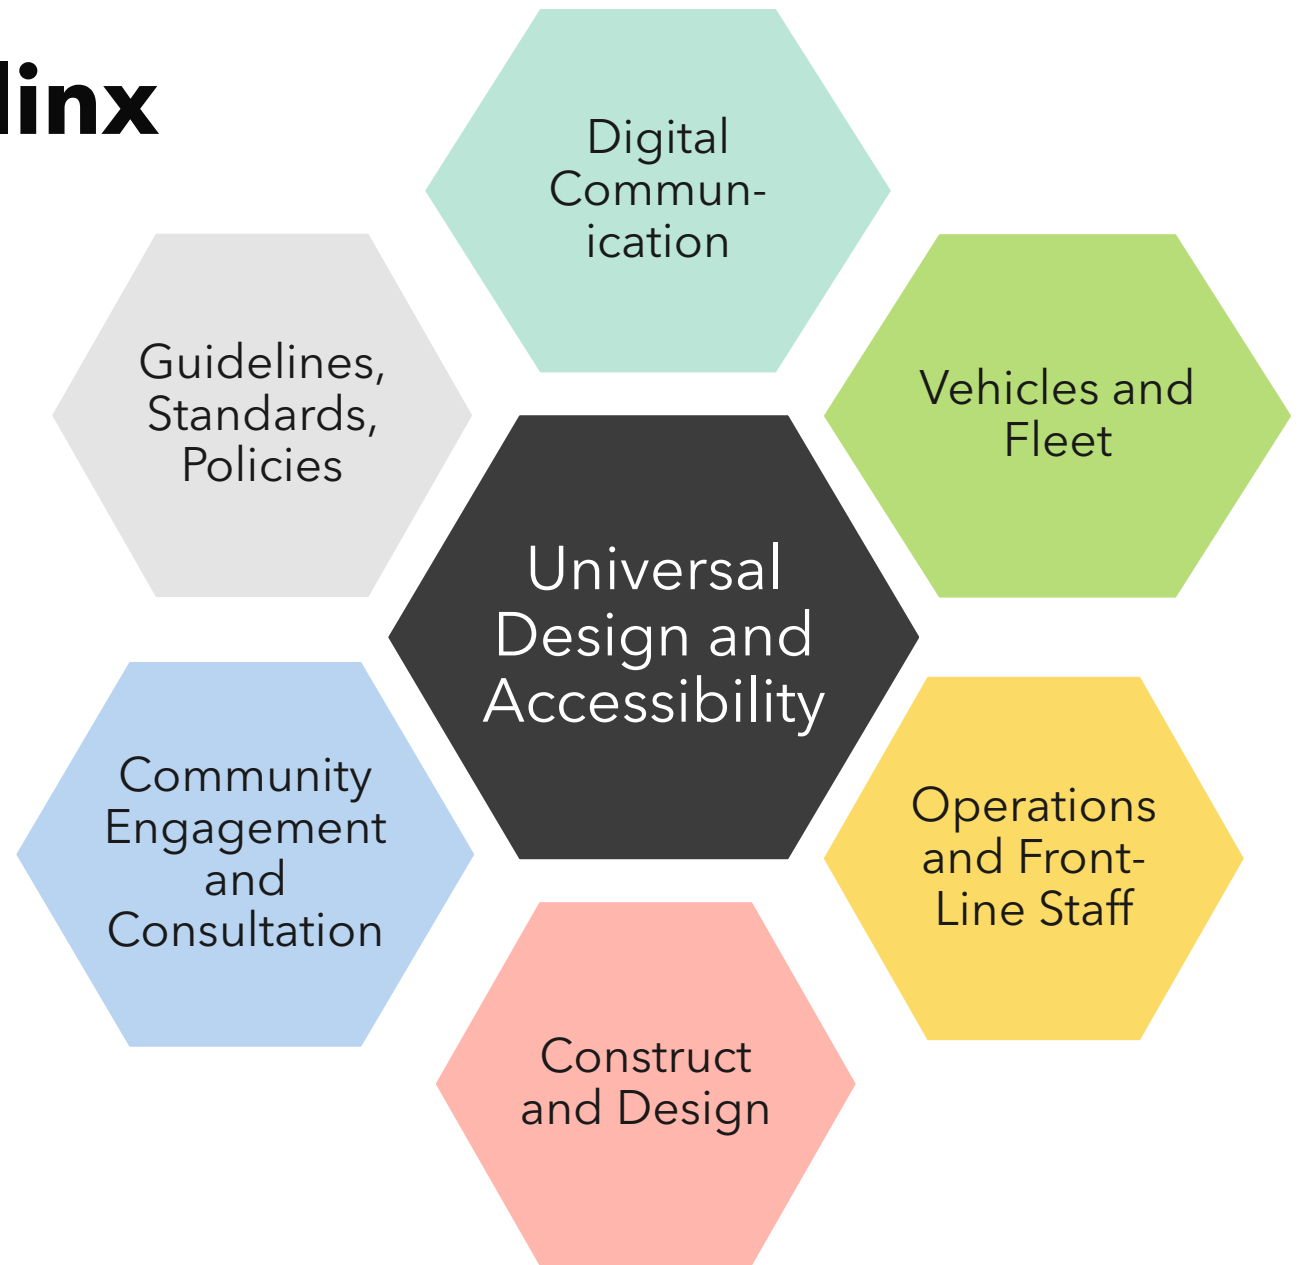 linx
Digital
Commun-
ication
Guidelines,
Standards,
Policies
Vehicles and
Fleet
Universal
Design and
Accessibility
Community
Engagement
and
Consultation
Operations
and Front-
Line Staff
Construct
and Design